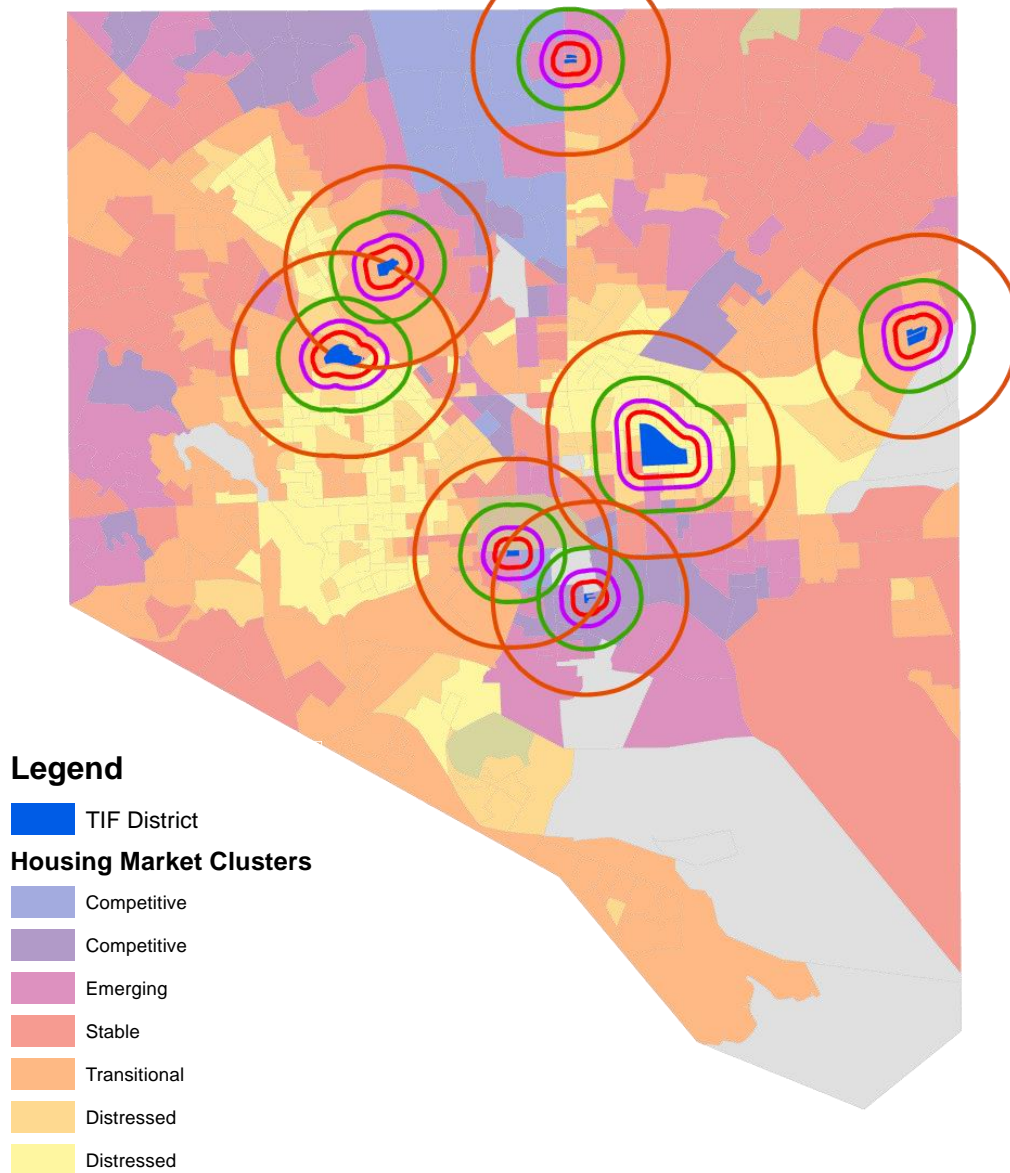 Legend
TIF District
Housing Market Clusters
Competitive
Competitive
Emerging
Stable
Transitional
Distressed
Distressed